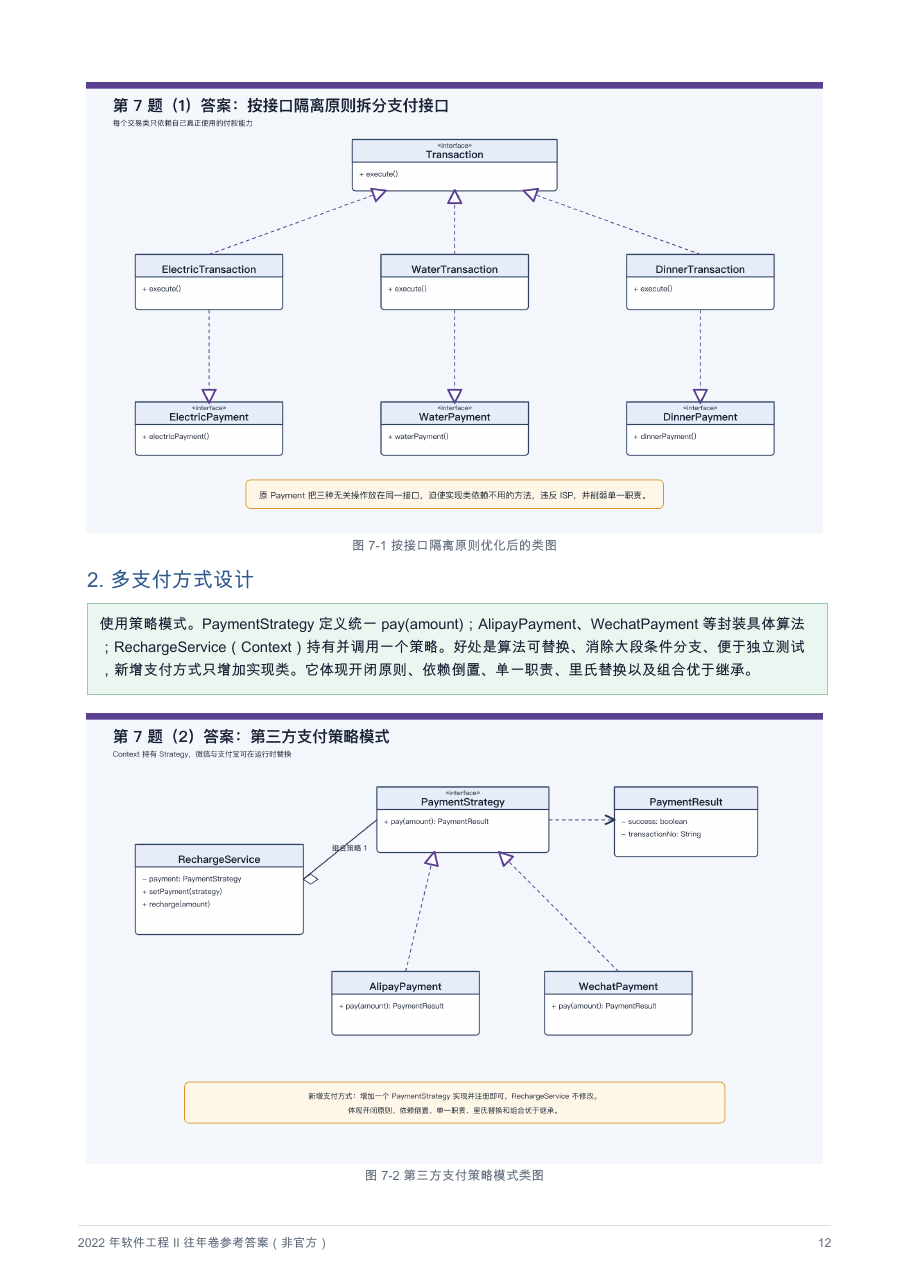 第 7 题（1）答案：按接口隔离原则拆分支付接口
每个交易类只依赖自己真正使用的付款能力
«interface»
Transaction
+ execute()
ElectricTransaction
+ execute()
WaterTransaction
+ execute()
DinnerTransaction
+ execute()
«interface»
ElectricPayment
+ electricPayment()
«interface»
WaterPayment
+ waterPayment()
«interface»
DinnerPayment
+ dinnerPayment()
原 Payment 把三种无关操作放在同一接口，迫使实现类依赖不用的方法，违反 ISP，并削弱单一职责。
图 7-1 按接口隔离原则优化后的类图
2. 多支付方式设计
使用策略模式。PaymentStrategy 定义统一 pay(amount)；AlipayPayment、WechatPayment 等封装具体算法
；RechargeService（Context）持有并调用一个策略。好处是算法可替换、消除大段条件分支、便于独立测试
，新增支付方式只增加实现类。它体现开闭原则、依赖倒置、单一职责、里氏替换以及组合优于继承。
第 7 题（2）答案：第三方支付策略模式
Context 持有 Strategy，微信与支付宝可在运行时替换
«interface»
PaymentStrategy
+ pay(amount): PaymentResult
PaymentResult
− success: boolean
− transactionNo: String
组合策略 1
RechargeService
− payment: PaymentStrategy
+ setPayment(strategy)
+ recharge(amount)
AlipayPayment
+ pay(amount): PaymentResult
WechatPayment
+ pay(amount): PaymentResult
新增支付方式：增加一个 PaymentStrategy 实现并注册即可，RechargeService 不修改。
体现开闭原则、依赖倒置、单一职责、里氏替换和组合优于继承。
图 7-2 第三方支付策略模式类图
2022 年软件工程 II 往年卷参考答案（非官方）
12